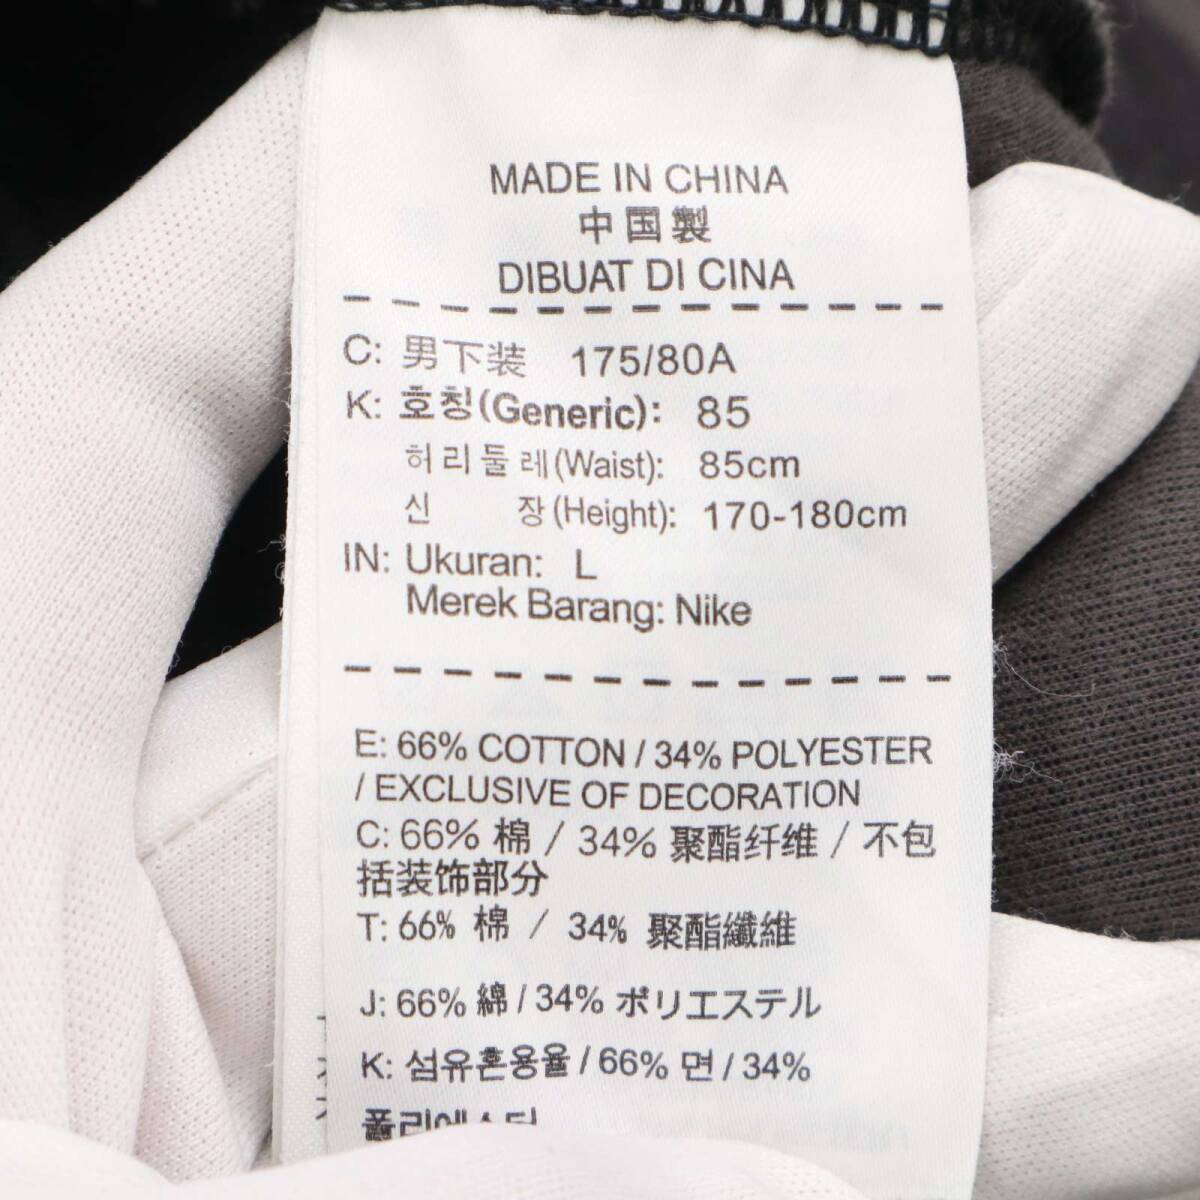 MADE IN CHINA
中国製
DIBUAT DI CINA
C: 男下装 175/80A
K: 호칭(Generic): 85
허리둘레(Waist): 85cm
신 장(Height): 170-180cm
IN: Ukuran: L
Merek Barang: Nike
E: 66% COTTON / 34% POLYESTER
/ EXCLUSIVE OF DECORATION
C: 66% 棉 / 34% 聚酯纤维 / 不包
括装饰部分
T: 66% 棉 / 34% 聚酯纖維
J: 66% 綿 / 34% ポリエステル
K: 섬유혼용율 / 66% 면 / 34%
폴리에스터